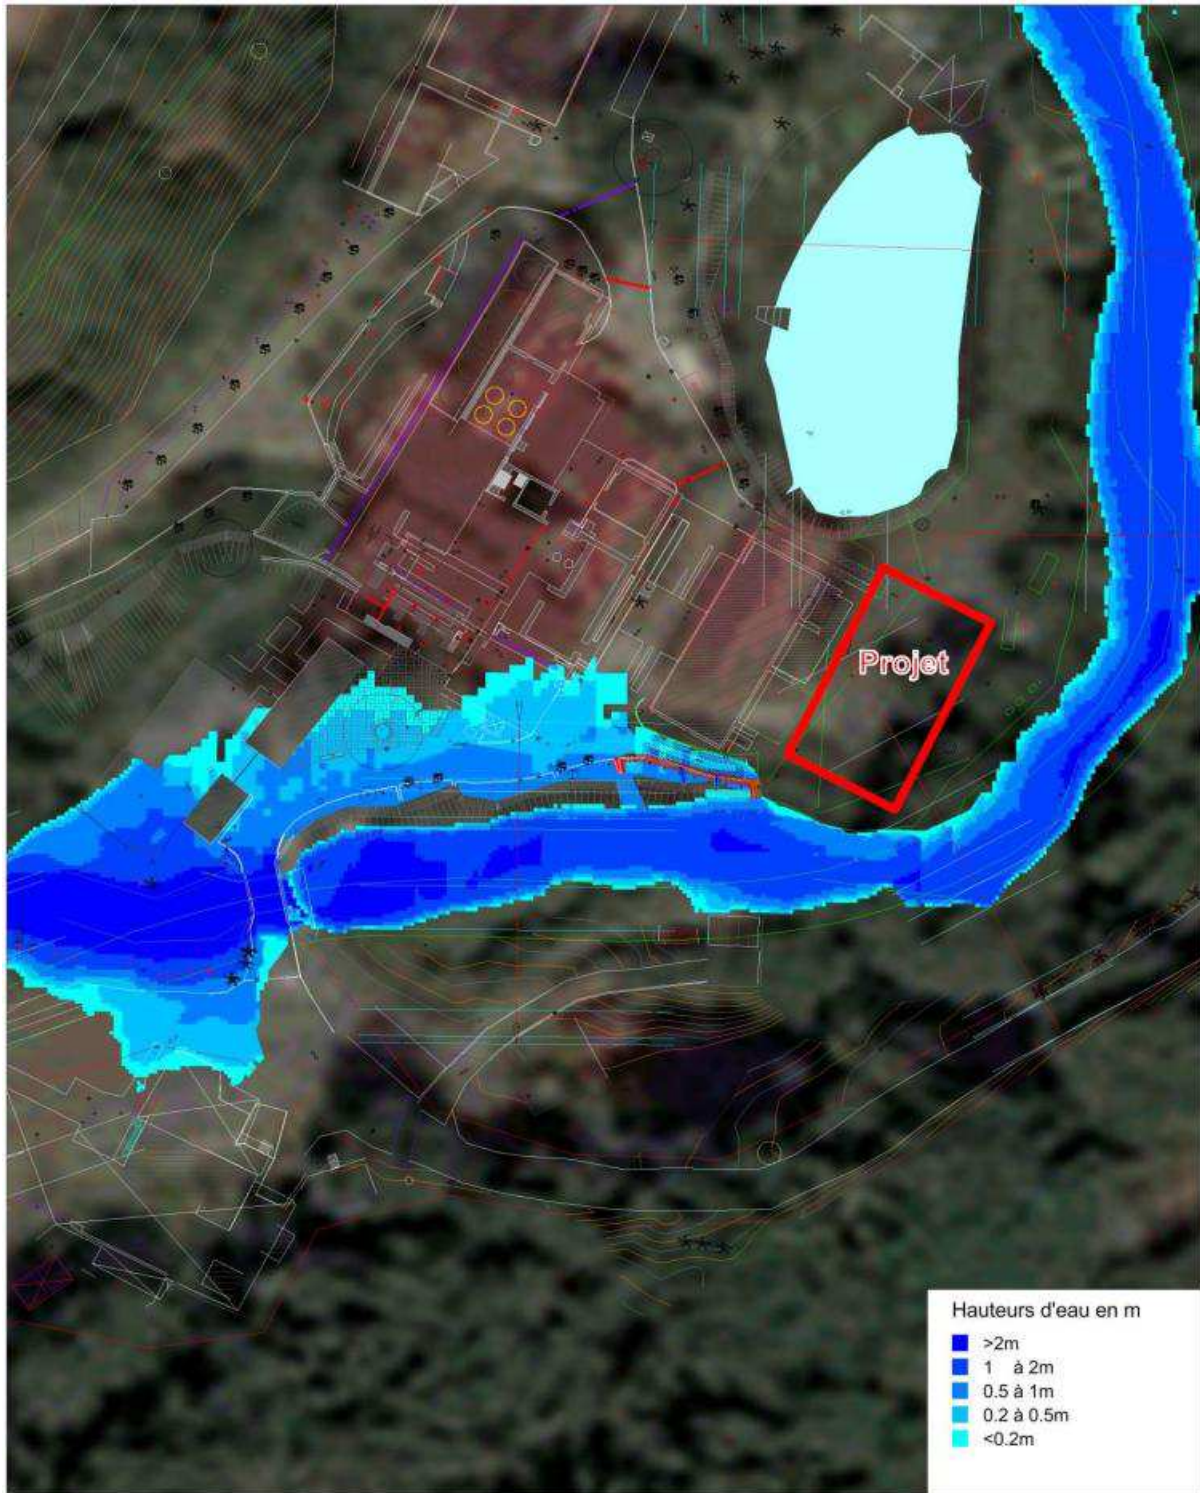 Projet
Hauteurs d'eau en m
>2m
1 à 2m
0.5 à 1m
0.2 à 0.5m
<0.2m